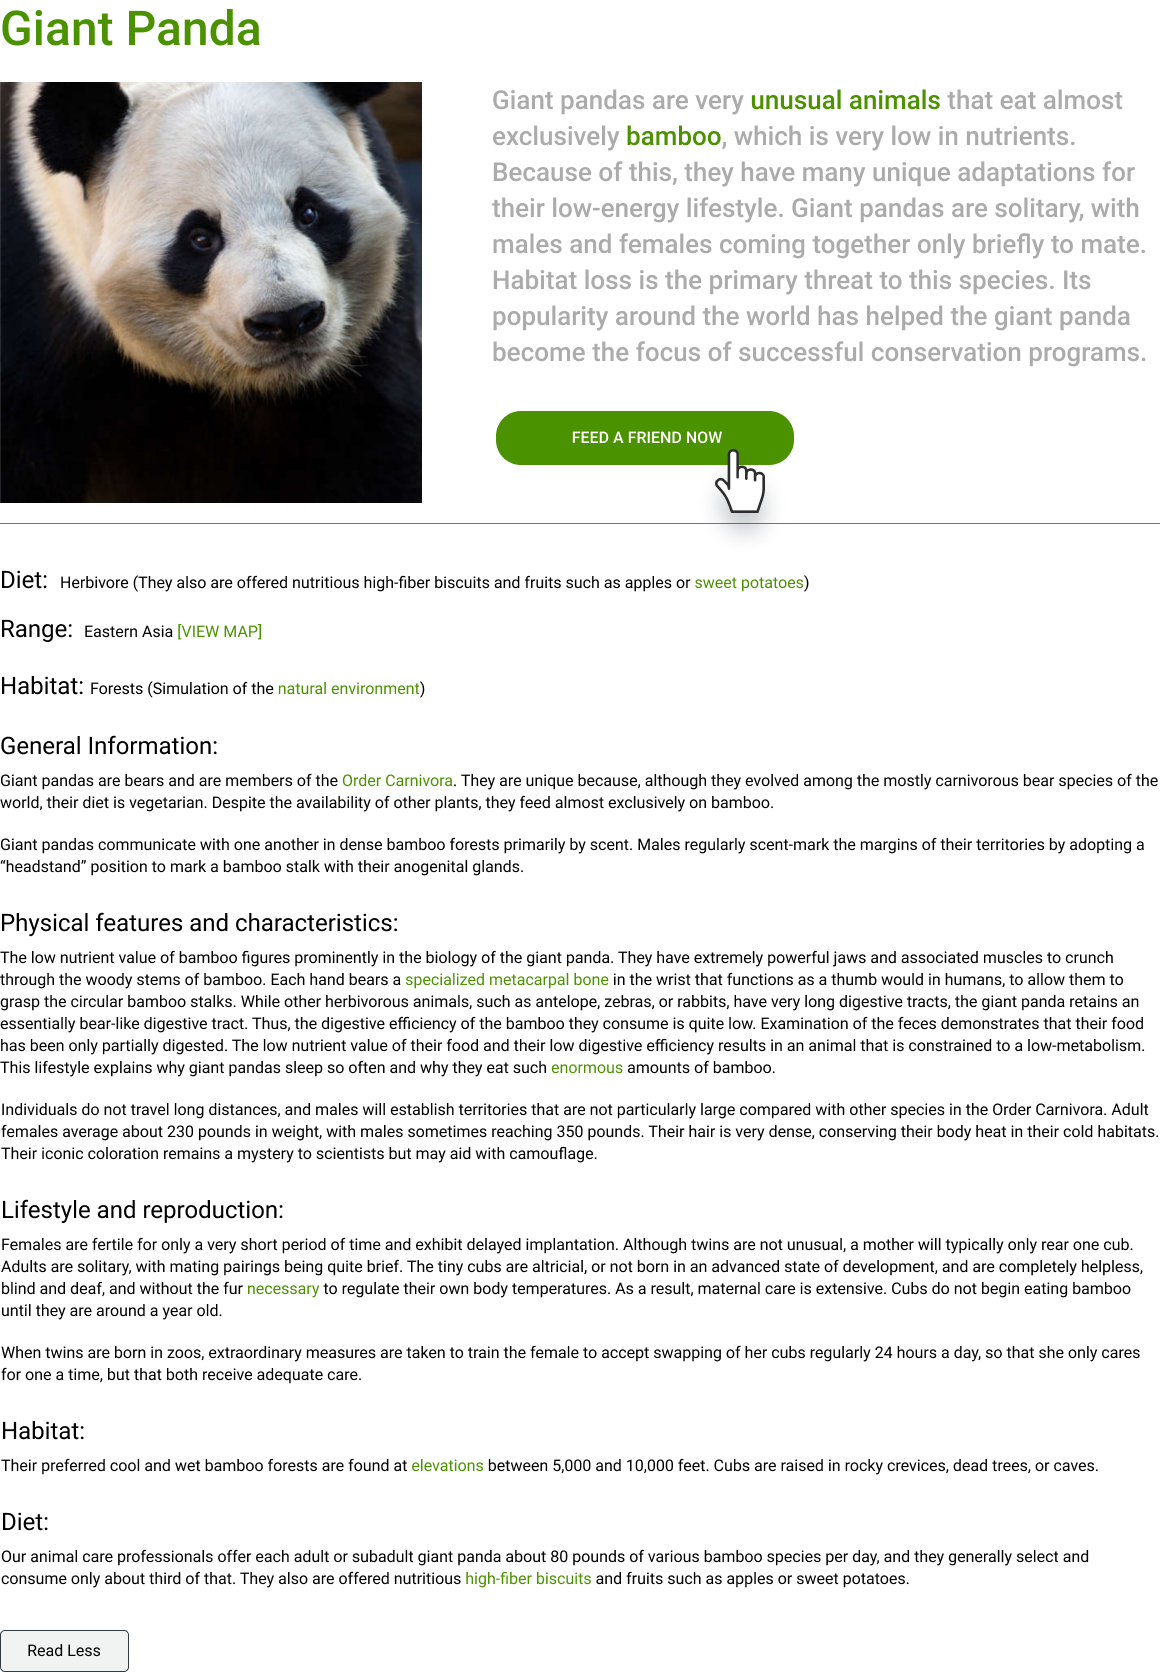 Giant Panda
Giant pandas are very unusual animals that eat almost
exclusively bamboo, which is very low in nutrients.
Because of this, they have many unique adaptations for
their low-energy lifestyle. Giant pandas are solitary, with
males and females coming together only briefly to mate.
Habitat loss is the primary threat to this species. Its
popularity around the world has helped the giant panda
become the focus of successful conservation programs.
FEED A FRIEND NOW
Diet: Herbivore (They also are offered nutritious high-fiber biscuits and fruits such as apples or sweet potatoes)
Range: Eastern Asia [VIEW MAP]
Habitat: Forests (Simulation of the natural environment)
General Information:
Giant pandas are bears and are members of the Order Carnivora. They are unique because, although they evolved among the mostly carnivorous bear species of the
world, their diet is vegetarian. Despite the availability of other plants, they feed almost exclusively on bamboo.
Giant pandas communicate with one another in dense bamboo forests primarily by scent. Males regularly scent-mark the margins of their territories by adopting a
“headstand” position to mark a bamboo stalk with their anogenital glands.
Physical features and characteristics:
The low nutrient value of bamboo figures prominently in the biology of the giant panda. They have extremely powerful jaws and associated muscles to crunch
through the woody stems of bamboo. Each hand bears a specialized metacarpal bone in the wrist that functions as a thumb would in humans, to allow them to
grasp the circular bamboo stalks. While other herbivorous animals, such as antelope, zebras, or rabbits, have very long digestive tracts, the giant panda retains an
essentially bear-like digestive tract. Thus, the digestive efficiency of the bamboo they consume is quite low. Examination of the feces demonstrates that their food
has been only partially digested. The low nutrient value of their food and their low digestive efficiency results in an animal that is constrained to a low-metabolism.
This lifestyle explains why giant pandas sleep so often and why they eat such enormous amounts of bamboo.
Individuals do not travel long distances, and males will establish territories that are not particularly large compared with other species in the Order Carnivora. Adult
females average about 230 pounds in weight, with males sometimes reaching 350 pounds. Their hair is very dense, conserving their body heat in their cold habitats.
Their iconic coloration remains a mystery to scientists but may aid with camouflage.
Lifestyle and reproduction:
Females are fertile for only a very short period of time and exhibit delayed implantation. Although twins are not unusual, a mother will typically only rear one cub.
Adults are solitary, with mating pairings being quite brief. The tiny cubs are altricial, or not born in an advanced state of development, and are completely helpless,
blind and deaf, and without the fur necessary to regulate their own body temperatures. As a result, maternal care is extensive. Cubs do not begin eating bamboo
until they are around a year old.
When twins are born in zoos, extraordinary measures are taken to train the female to accept swapping of her cubs regularly 24 hours a day, so that she only cares
for one a time, but that both receive adequate care.
Habitat:
Their preferred cool and wet bamboo forests are found at elevations between 5,000 and 10,000 feet. Cubs are raised in rocky crevices, dead trees, or caves.
Diet:
Our animal care professionals offer each adult or subadult giant panda about 80 pounds of various bamboo species per day, and they generally select and
consume only about third of that. They also are offered nutritious high-fiber biscuits and fruits such as apples or sweet potatoes.
Read Less